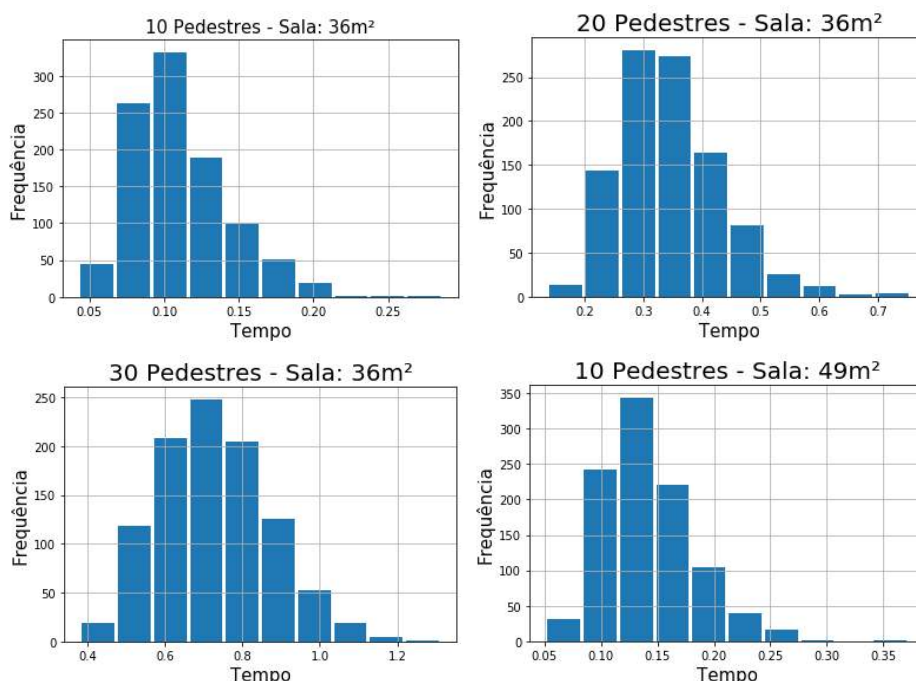 10 Pedestres - Sala: 36m²
Frequência
300
250
200
150
100
50
0
0.05 0.10 0.15 0.20 0.25
Tempo
20 Pedestres - Sala: 36m²
Frequência
250
200
150
100
50
0
0.2 0.3 0.4 0.5 0.6 0.7
Tempo
30 Pedestres - Sala: 36m²
Frequência
250
200
150
100
50
0
0.4 0.6 0.8 1.0 1.2
Tempo
10 Pedestres - Sala: 49m²
Frequência
350
300
250
200
150
100
50
0
0.05 0.10 0.15 0.20 0.25 0.30 0.35
Tempo